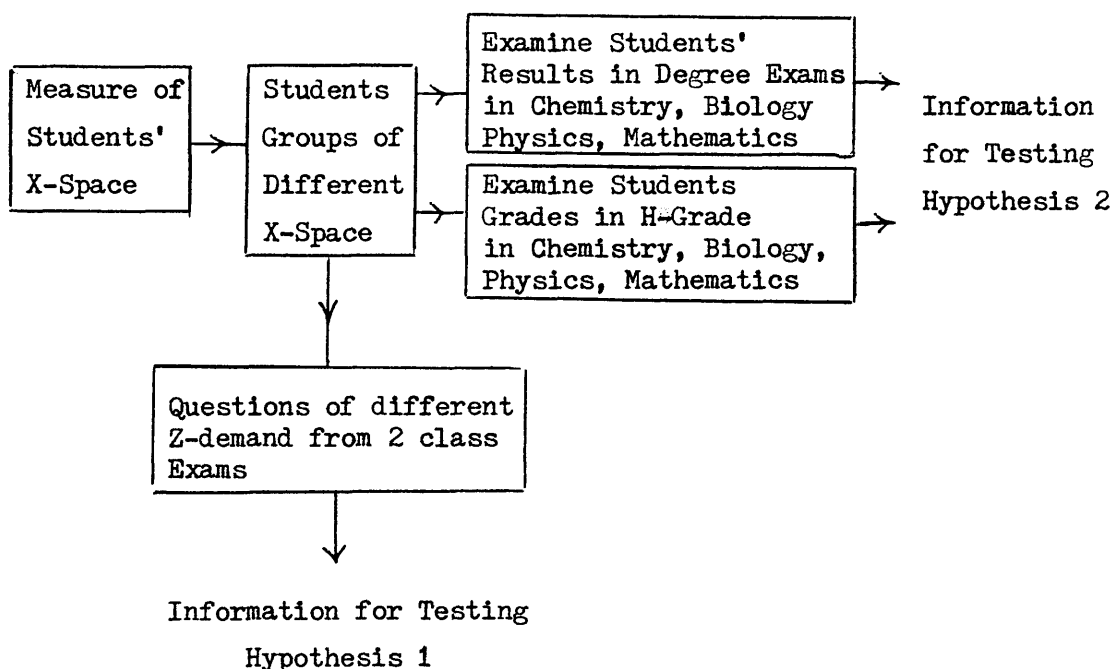 Measure of
Students'
X-Space
Students
Groups of
Different
X-Space
Examine Students'
Results in Degree Exams
in Chemistry, Biology
Physics, Mathematics
Examine Students
Grades in H-Grade
in Chemistry, Biology,
Physics, Mathematics
Information
for Testing
Hypothesis 2
Questions of different
Z-demand from 2 class
Exams
Information for Testing
Hypothesis 1